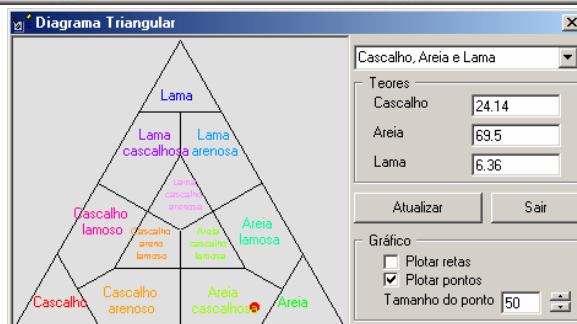 Diagrama Triangular
Cascalho, Areia e Lama
Teores
Cascalho 24.14
Areia 69.5
Lama 6.36
Atualizar Sair
Gráfico
Plotar retas
Plotar pontos
Tamanho do ponto 50
Lama
Lama
cascalhosa
Lama
arenosa
Lama
cascalho
arenosa
Cascalho
lamoso
Cascalho
areno
lamoso
Areia
cascalho
lamosa
Areia
lamosa
Cascalho
Cascalho
arenoso
Areia
cascalhosa
Areia